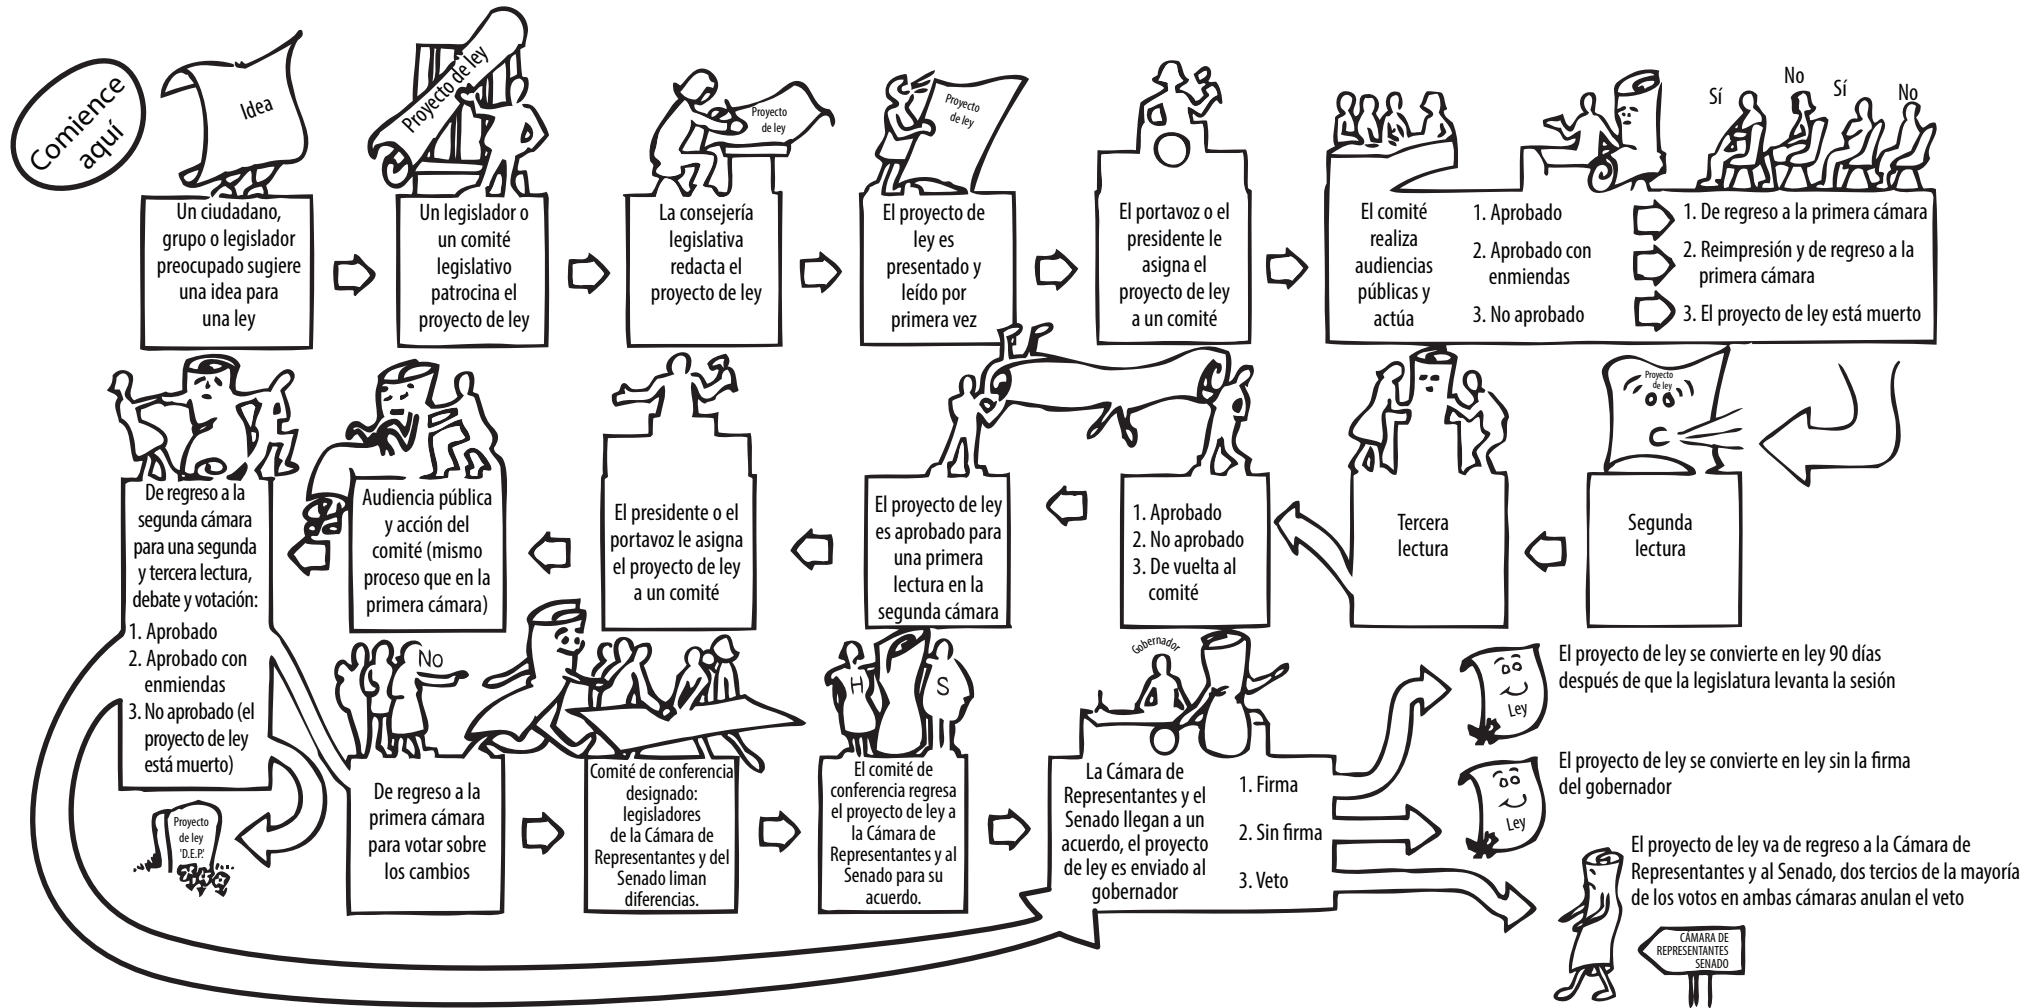 Comience
aquí
Idea
Un ciudadano,
grupo o legislador
preocupado sugiere
una idea para
una ley
Proyecto de ley
Un legislador o
un comité
legislativo
patrocina el
proyecto de ley
Proyecto
de ley
La consejería
legislativa
redacta el
proyecto de ley
Proyecto
de ley
El proyecto de
ley es
presentado y
leído por
primera vez
El portavoz o el
presidente le
asigna el
proyecto de ley
a un comité
Sí
No
Sí
No
El comité
realiza
audiencias
públicas y
actúa
1. Aprobado
2. Aprobado con
enmiendas
3. No aprobado
1. De regreso a la primera cámara
2. Reimpresión y de regreso a la
primera cámara
3. El proyecto de ley está muerto
Proyecto
de ley
Segunda
lectura
Tercera
lectura
1. Aprobado
2. No aprobado
3. De vuelta al
comité
El proyecto de ley
es aprobado para
una primera
lectura en la
segunda cámara
El presidente o el
portavoz le asigna
el proyecto de ley
a un comité
Audiencia pública
y acción del
comité (mismo
proceso que en la
primera cámara)
De regreso a la
segunda cámara
para una segunda
y tercera lectura,
debate y votación:
1. Aprobado
2. Aprobado con
enmiendas
3. No aprobado (el
proyecto de ley
está muerto)
Proyecto
de ley
'D.E.P.'
No
De regreso a la
primera cámara
para votar sobre
los cambios
Comité de conferencia
designado:
legisladores
de la Cámara de
Representantes y del
Senado liman
diferencias.
H
S
El comité de
conferencia regresa
el proyecto de ley a
la Cámara de
Representantes y al
Senado para su
acuerdo.
Gobernador
La Cámara de
Representantes y el
Senado llegan a un
acuerdo, el proyecto
de ley es enviado al
gobernador
1. Firma
2. Sin firma
3. Veto
Ley
El proyecto de ley se convierte en ley 90 días
después de que la legislatura levanta la sesión
Ley
El proyecto de ley se convierte en ley sin la firma
del gobernador
El proyecto de ley va de regreso a la Cámara de
Representantes y al Senado, dos tercios de la mayoría
de los votos en ambas cámaras anulan el veto
CÁMARA DE
REPRESENTANTES
SENADO